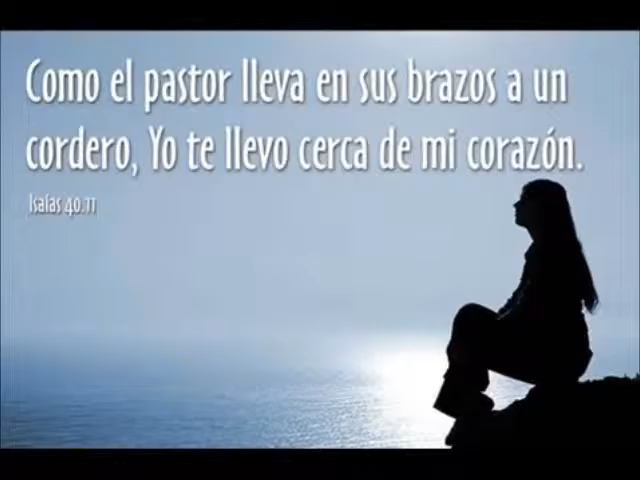 Como el pastor lleva en sus brazos a un
cordero, Yo te llevo cerca de mi corazón.
Isaías 40.11